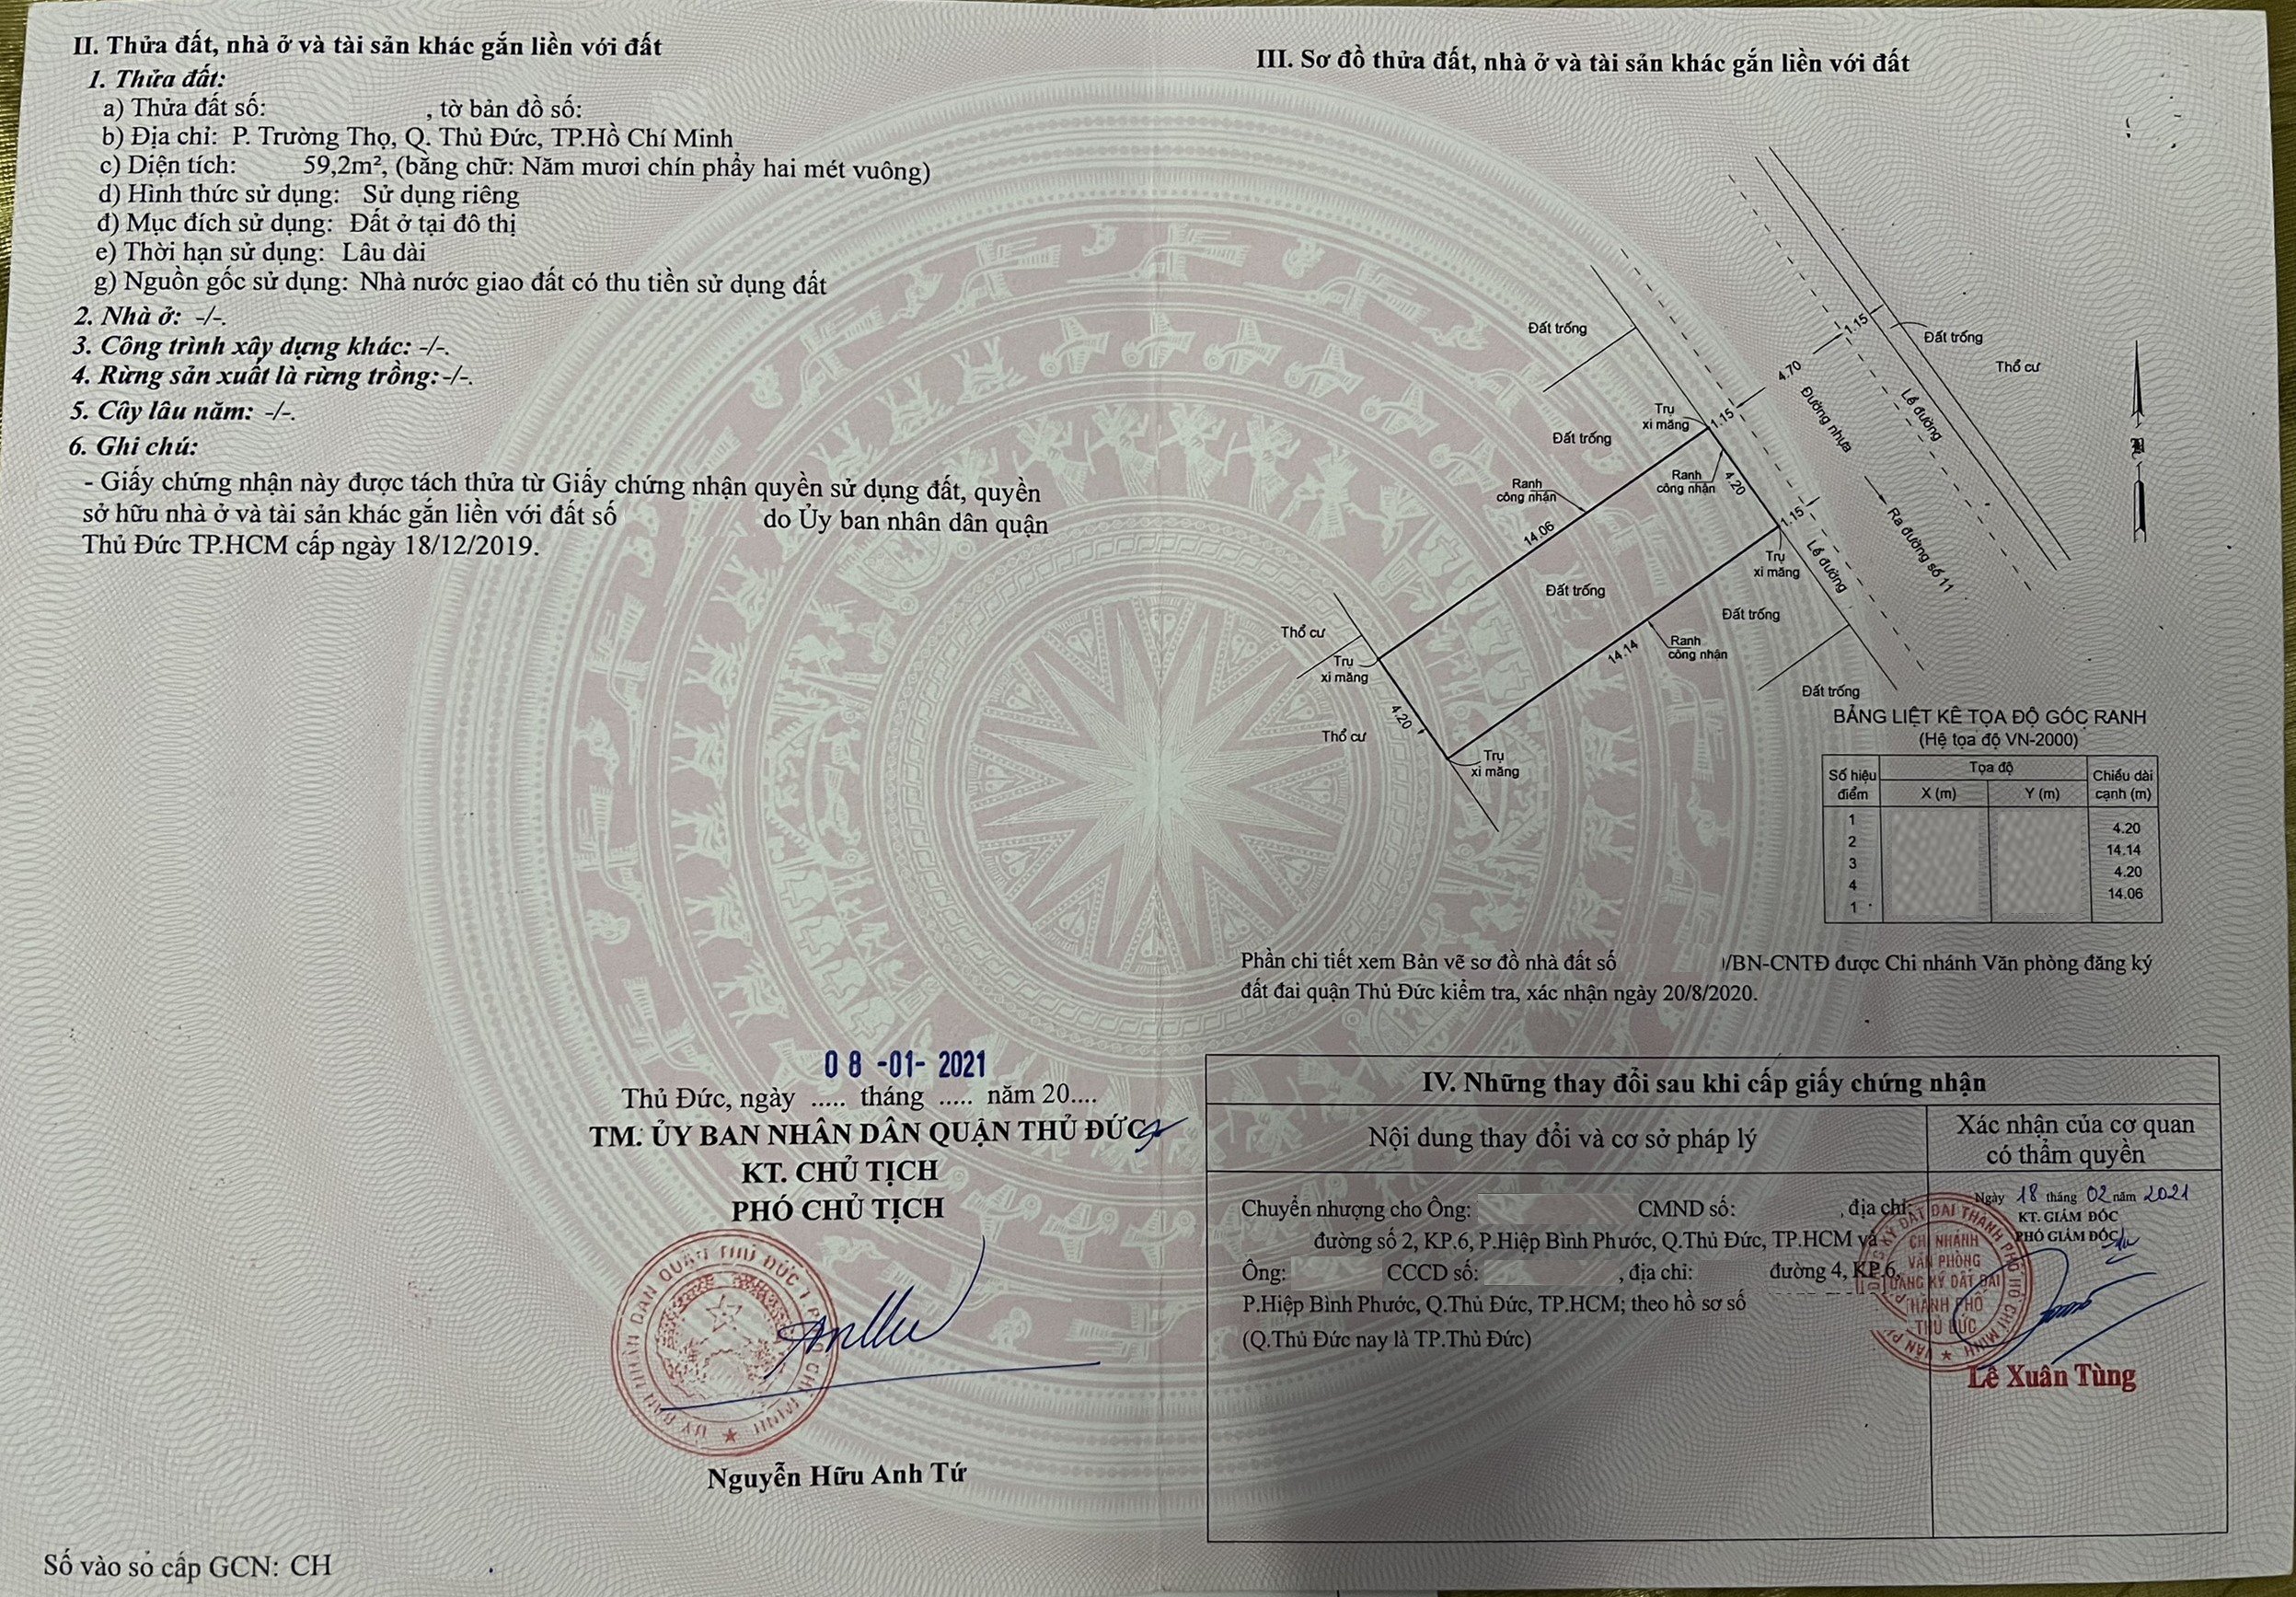 II. Thửa đất, nhà ở và tài sản khác gắn liền với đất
1. Thửa đất:
a) Thửa đất số: , tờ bản đồ số:
b) Địa chỉ: P. Trường Thọ, Q. Thủ Đức, TP.Hồ Chí Minh
c) Diện tích: 59,2m², (bằng chữ: Năm mươi chín phẩy hai mét vuông)
d) Hình thức sử dụng: Sử dụng riêng
đ) Mục đích sử dụng: Đất ở tại đô thị
e) Thời hạn sử dụng: Lâu dài
g) Nguồn gốc sử dụng: Nhà nước giao đất có thu tiền sử dụng đất
2. Nhà ở: -/-.
3. Công trình xây dựng khác: -/-.
4. Rừng sản xuất là rừng trồng:-/-.
5. Cây lâu năm: -/-.
6. Ghi chú:
- Giấy chứng nhận này được tách thửa từ Giấy chứng nhận quyền sử dụng đất, quyền
sở hữu nhà ở và tài sản khác gắn liền với đất số do Ủy ban nhân dân quận
Thủ Đức TP.HCM cấp ngày 18/12/2019.
08 -01- 2021
Thủ Đức, ngày ..... tháng ..... năm 20....
TM. ỦY BAN NHÂN DÂN QUẬN THỦ ĐỨC
KT. CHỦ TỊCH
PHÓ CHỦ TỊCH
Nguyễn Hữu Anh Tứ
Số vào sổ cấp GCN: CH
III. Sơ đồ thửa đất, nhà ở và tài sản khác gắn liền với đất
Đất trống
1.15
Đất trống
Thổ cư
4.70
Lề đường
Đường nhựa
Trụ
xi măng
1.15
Đất trống
Ranh
công nhận
4.20
Ranh
công nhận
14.06
1.15
Ra đường số 11
Trụ
xi măng
Lề đường
Đất trống
Đất trống
Thổ cư
14.14
Ranh
công nhận
Trụ
xi măng
Đất trống
4.20
Thổ cư
Trụ
xi măng
BẢNG LIỆT KÊ TỌA ĐỘ GÓC RANH
(Hệ tọa độ VN-2000)
Số hiệu điểm Tọa độ Chiều dài cạnh (m)
X (m) Y (m)
1
4.20
2
14.14
3
4.20
4
14.06
1
Phần chi tiết xem Bản vẽ sơ đồ nhà đất số /BN-CNTĐ được Chi nhánh Văn phòng đăng ký
đất đai quận Thủ Đức kiểm tra, xác nhận ngày 20/8/2020.
IV. Những thay đổi sau khi cấp giấy chứng nhận
Nội dung thay đổi và cơ sở pháp lý
Xác nhận của cơ quan
có thẩm quyền
Chuyển nhượng cho Ông: CMND số: , địa chỉ:
đường số 2, KP.6, P.Hiệp Bình Phước, Q.Thủ Đức, TP.HCM và
Ông: CCCD số: , địa chỉ: đường 4, KP.6,
P.Hiệp Bình Phước, Q.Thủ Đức, TP.HCM; theo hồ sơ số
(Q.Thủ Đức nay là TP.Thủ Đức)
Ngày 18 tháng 02 năm 2021
KT. GIÁM ĐỐC
PHÓ GIÁM ĐỐC
CHI NHÁNH
VĂN PHÒNG
ĐĂNG KÝ ĐẤT ĐAI
THÀNH PHỐ
THỦ ĐỨC
Lê Xuân Tùng